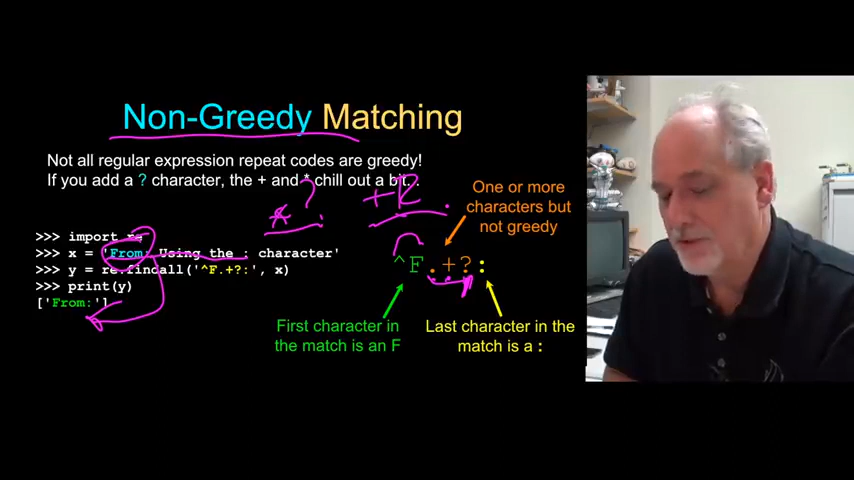 Non-Greedy Matching
Not all regular expression repeat codes are greedy!
If you add a ? character, the + and * chill out a bit...
*?
+?
One or more
characters but
not greedy
>>> import re
>>> x = 'From: Using the : character'
>>> y = re.findall('^F.+?:', x)
>>> print(y)
['From:']
^F.+?:
First character in
the match is an F
Last character in the
match is a :